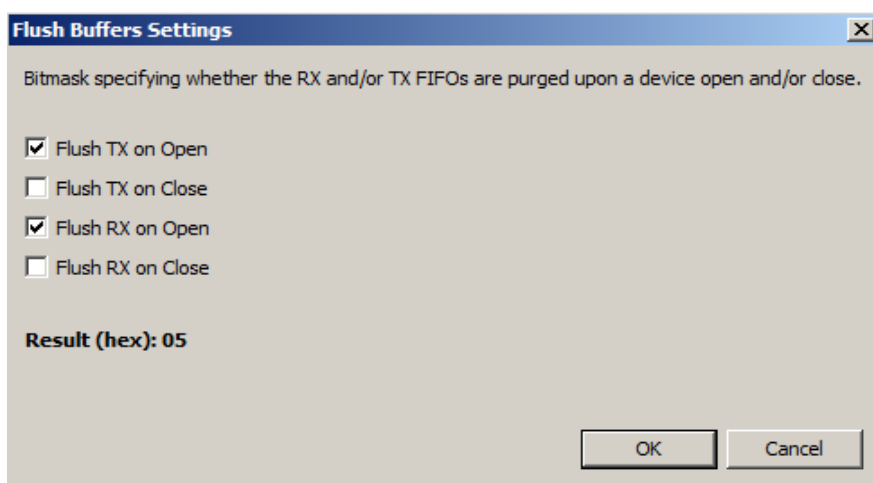 Flush Buffers Settings
Bitmask specifying whether the RX and/or TX FIFOs are purged upon a device open and/or close.
Flush TX on Open
Flush TX on Close
Flush RX on Open
Flush RX on Close
Result (hex): 05
OK Cancel